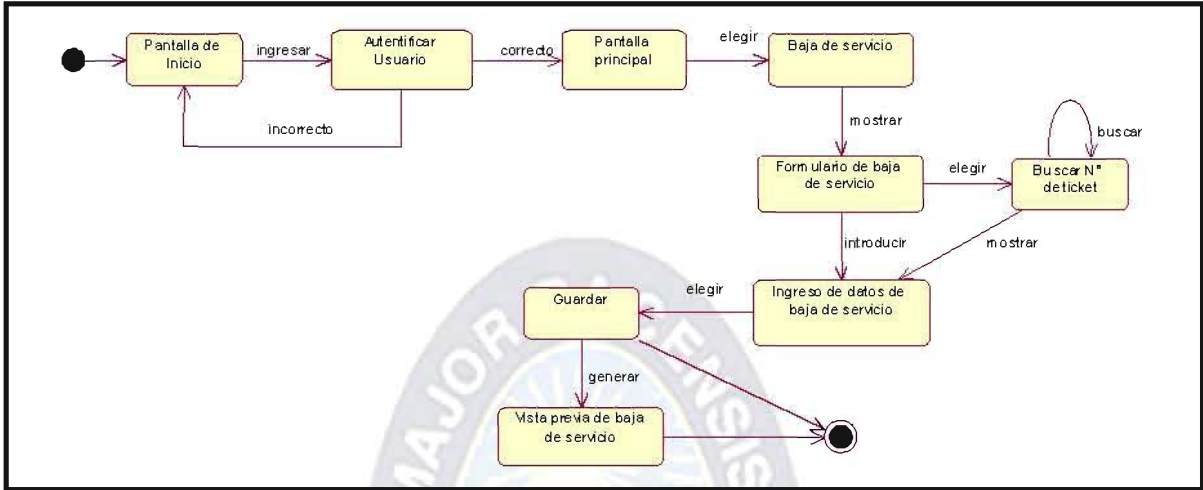 Pantalla de
Inicio
ingresar
Autentificar
Usuario
correcto
Pantalla
principal
elegir
Baja de servicio
incorrecto
mostrar
buscar
Formulario de baja
de servicio
elegir
Buscar N°
de ticket
introducir
mostrar
Ingreso de datos de
baja de servicio
elegir
Guardar
generar
Vista previa de baja
de servicio
MAJOR PACENSIS